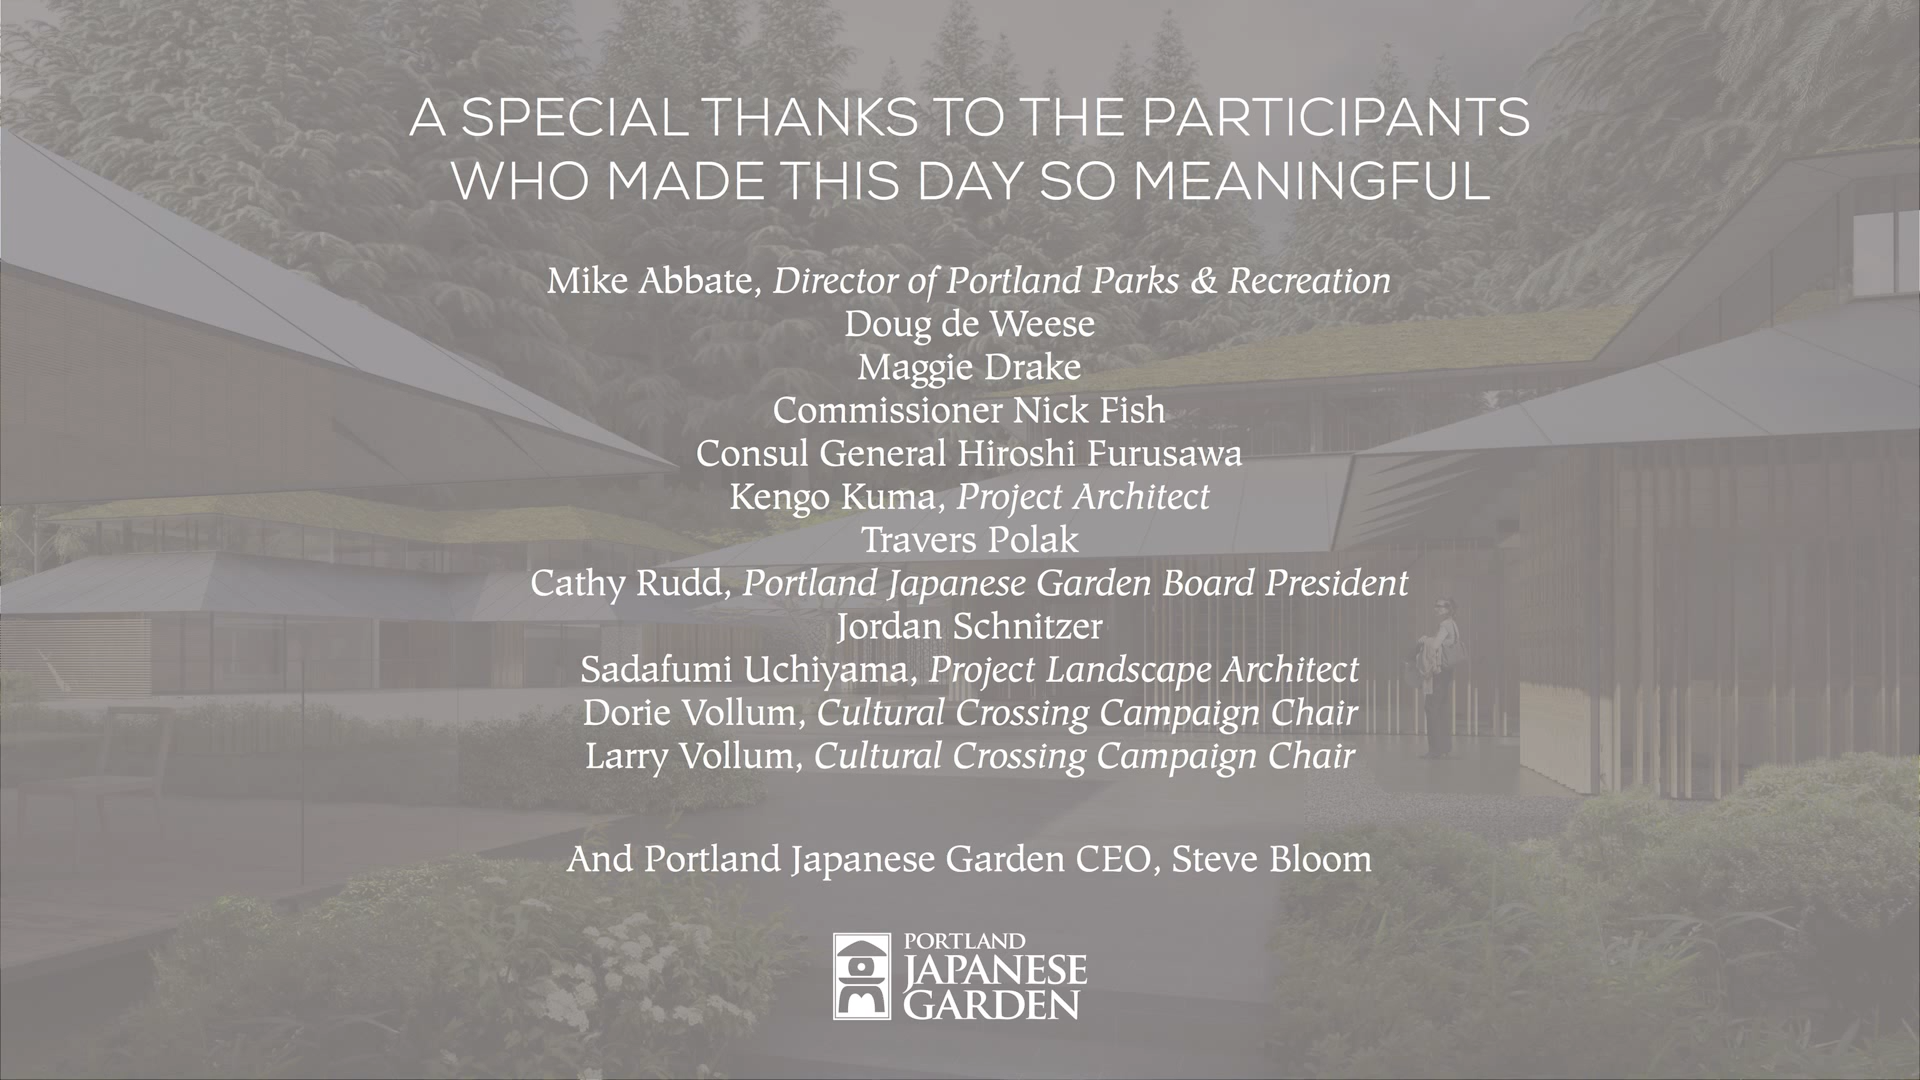 A SPECIAL THANKS TO THE PARTICIPANTS
WHO MADE THIS DAY SO MEANINGFUL
Mike Abbate, Director of Portland Parks & Recreation
Doug de Weese
Maggie Drake
Commissioner Nick Fish
Consul General Hiroshi Furusawa
Kengo Kuma, Project Architect
Travers Polak
Cathy Rudd, Portland Japanese Garden Board President
Jordan Schnitzer
Sadafumi Uchiyama, Project Landscape Architect
Dorie Vollum, Cultural Crossing Campaign Chair
Larry Vollum, Cultural Crossing Campaign Chair
And Portland Japanese Garden CEO, Steve Bloom
PORTLAND
JAPANESE
GARDEN